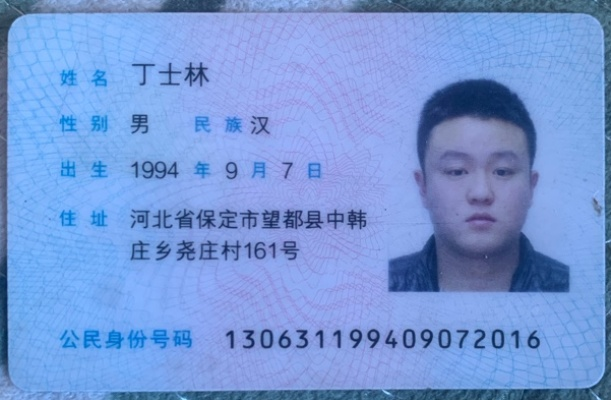 姓名 丁士林
性别 男 民族 汉
出生 1994 年 9 月 7 日
住址 河北省保定市望都县中韩
庄乡尧庄村161号
公民身份号码 130631199409072016